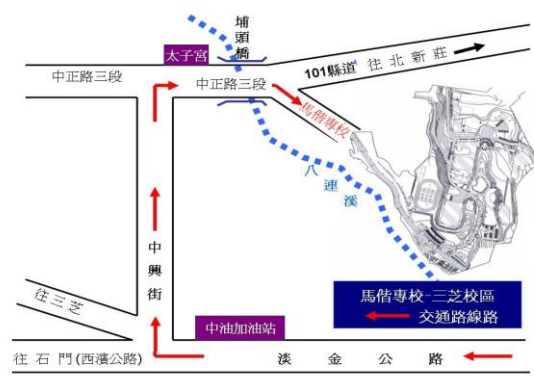 埔頭橋
太子宮
101縣道 往北新莊
中正路三段
中正路三段
馬偕專校
八連溪
中興街
往三芝
中油加油站
馬偕專校-三芝校區
交通路線路
往石門(西濱公路)
淡金公路